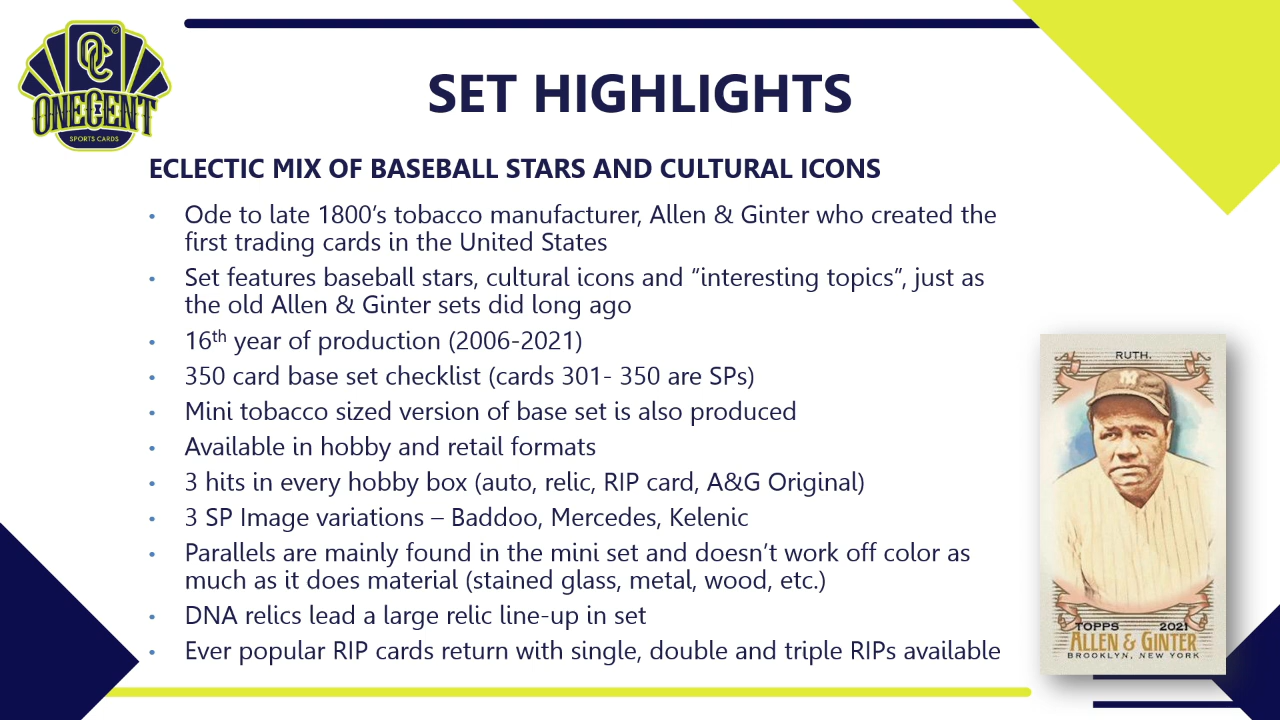 OC
ONECENT
SPORTS CARDS
SET HIGHLIGHTS
ECLECTIC MIX OF BASEBALL STARS AND CULTURAL ICONS
• Ode to late 1800’s tobacco manufacturer, Allen & Ginter who created the
first trading cards in the United States
• Set features baseball stars, cultural icons and “interesting topics”, just as
the old Allen & Ginter sets did long ago
• 16th year of production (2006-2021)
• 350 card base set checklist (cards 301- 350 are SPs)
• Mini tobacco sized version of base set is also produced
• Available in hobby and retail formats
• 3 hits in every hobby box (auto, relic, RIP card, A&G Original)
• 3 SP Image variations – Baddoo, Mercedes, Kelenic
• Parallels are mainly found in the mini set and doesn’t work off color as
much as it does material (stained glass, metal, wood, etc.)
• DNA relics lead a large relic line-up in set
• Ever popular RIP cards return with single, double and triple RIPs available
RUTH.
NY
TOPPS 2021
ALLEN & GINTER
BROOKLYN, NEW YORK